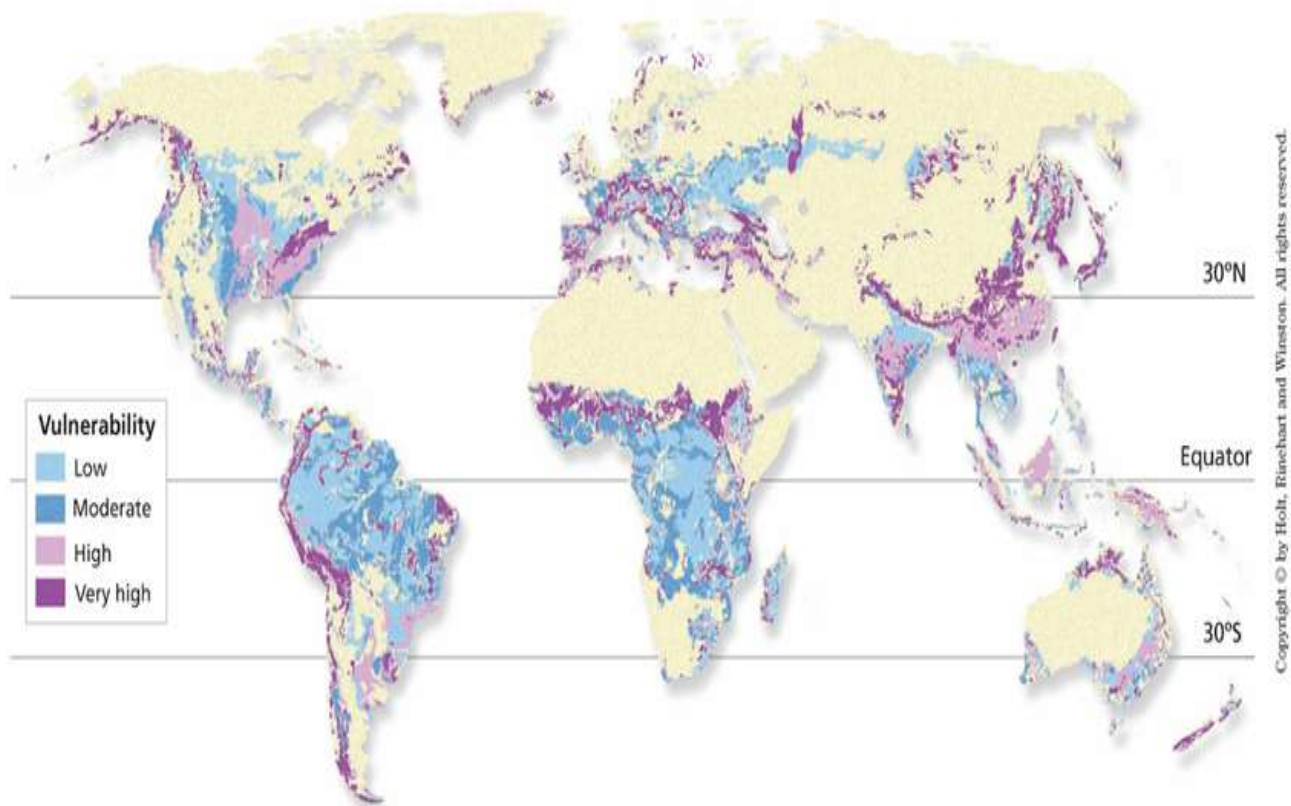 30ºN
Vulnerability
Low
Moderate
High
Very high
Equator
30ºS
Copyright © by Holt, Rinehart and Winston. All rights reserved.